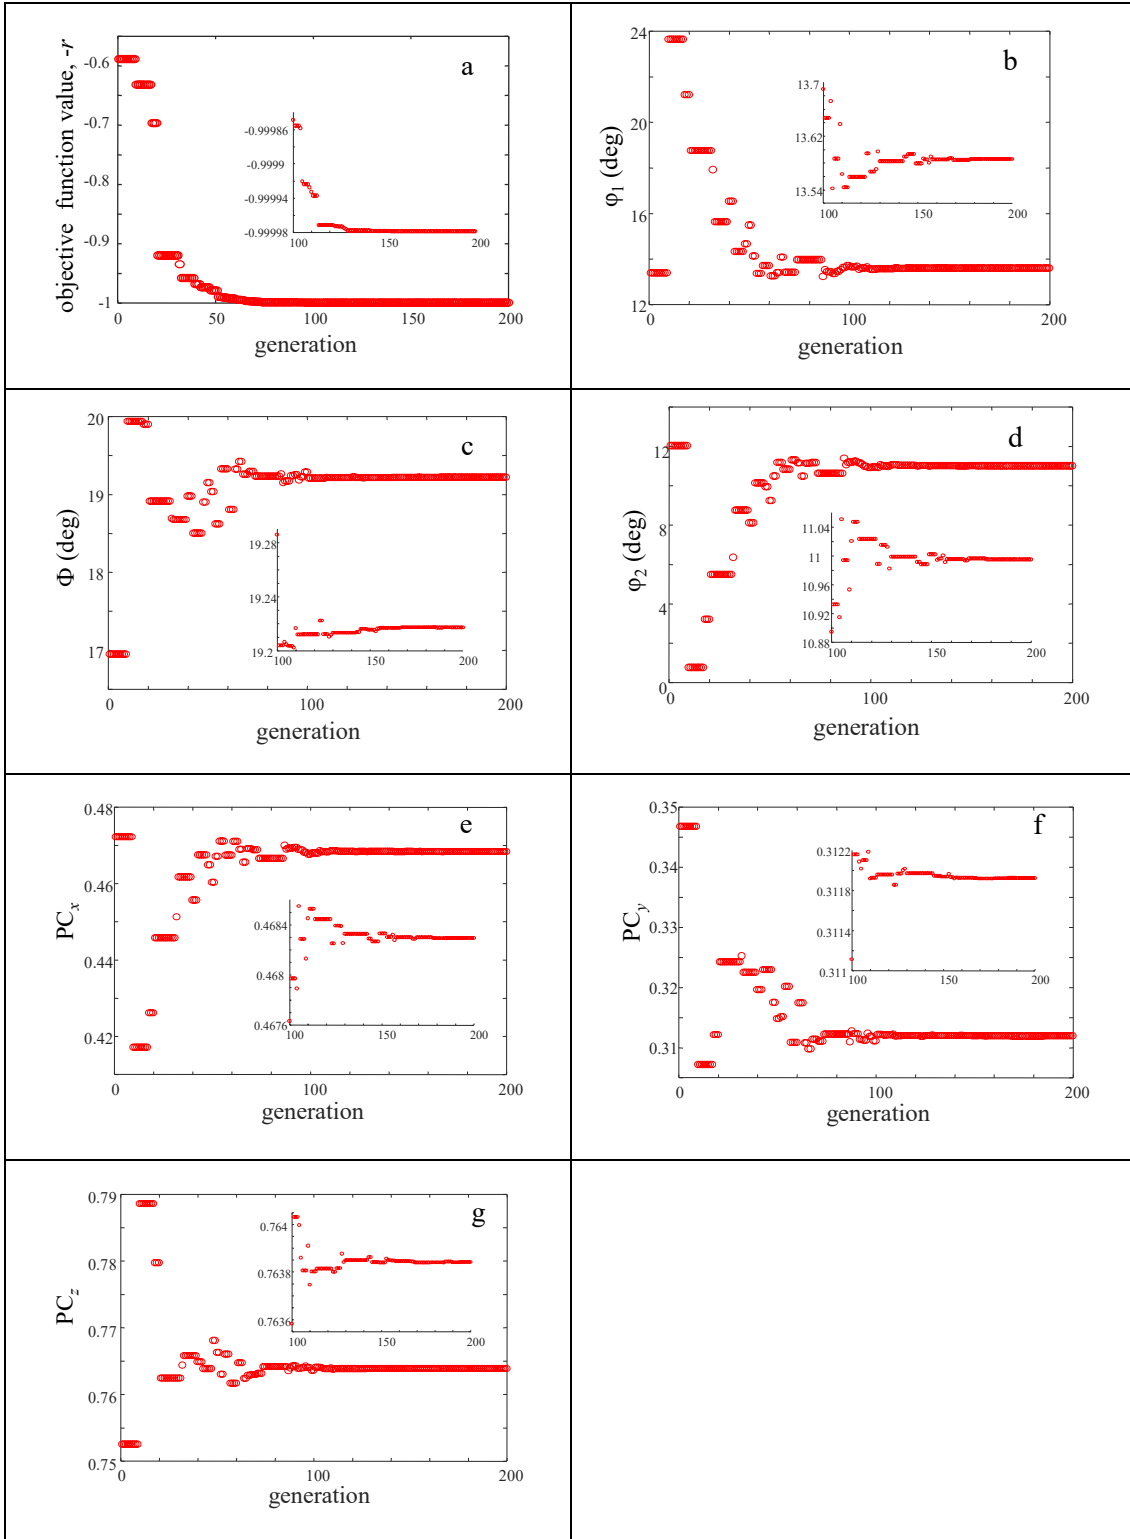 a
objective function value, -r
-0.6
-0.7
-0.8
-0.9
-1
0 50 100 150 200
generation
-0.99986
-0.9999
-0.99994
-0.99998
100 150 200
b
φ1 (deg)
24
20
16
12
0 100 200
generation
13.7
13.62
13.54
100 150 200
c
Φ (deg)
20
19
18
17
0 100 200
generation
19.28
19.24
19.2
100 150 200
d
φ2 (deg)
12
8
4
0
0 100 200
generation
11.04
11
10.96
10.92
10.88
100 150 200
e
PCx
0.48
0.46
0.44
0.42
0 100 200
generation
0.4684
0.468
0.4676
100 150 200
f
PCy
0.35
0.34
0.33
0.32
0.31
0 100 200
generation
0.3122
0.3118
0.3114
0.311
100 150 200
g
PCz
0.79
0.78
0.77
0.76
0.75
0 100 200
generation
0.764
0.7638
0.7636
100 150 200